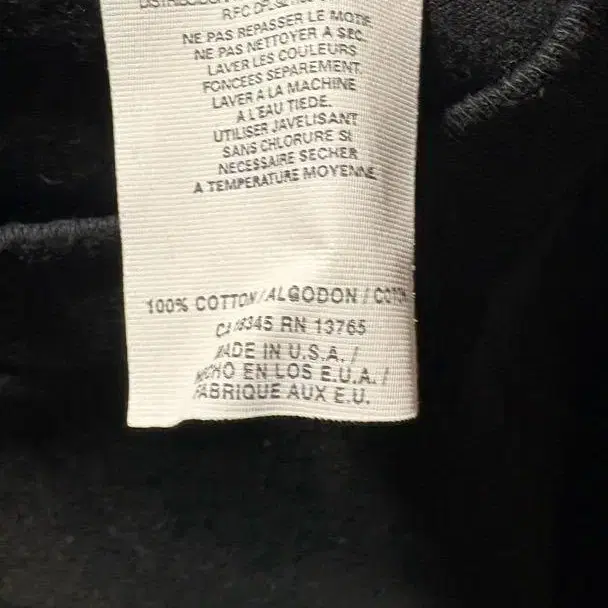 NE PAS REPASSER LE MOTIF
NE PAS NETTOYER A SEC.
LAVER LES COULEURS
FONCEES SEPAREMENT.
LAVER A LA MACHINE
A L'EAU TIEDE.
UTILISER JAVELISANT
SANS CHLORURE SI
NECESSAIRE SECHER
A TEMPERATURE MOYENNE
100% COTTON/ALGODON /
RN 13765
MADE IN U.S.A. /
HECHO EN LOS E.U.A. /
FABRIQUE AUX E.U.